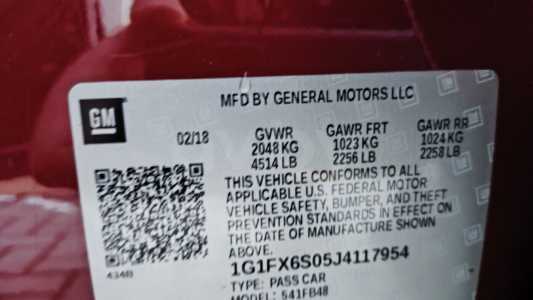 MFD BY GENERAL MOTORS LLC
GM
02/18 GVWR GAWR FRT GAWR RR
2048 KG 1023 KG 1024 KG
4514 LB 2256 LB 2258 LB
THIS VEHICLE CONFORMS TO ALL
APPLICABLE U.S. FEDERAL MOTOR
VEHICLE SAFETY, BUMPER, AND THEFT
PREVENTION STANDARDS IN EFFECT ON
THE DATE OF MANUFACTURE SHOWN
ABOVE.
434B
1G1FX6S05J4117954
TYPE: PASS CAR
MODEL: 541FB48